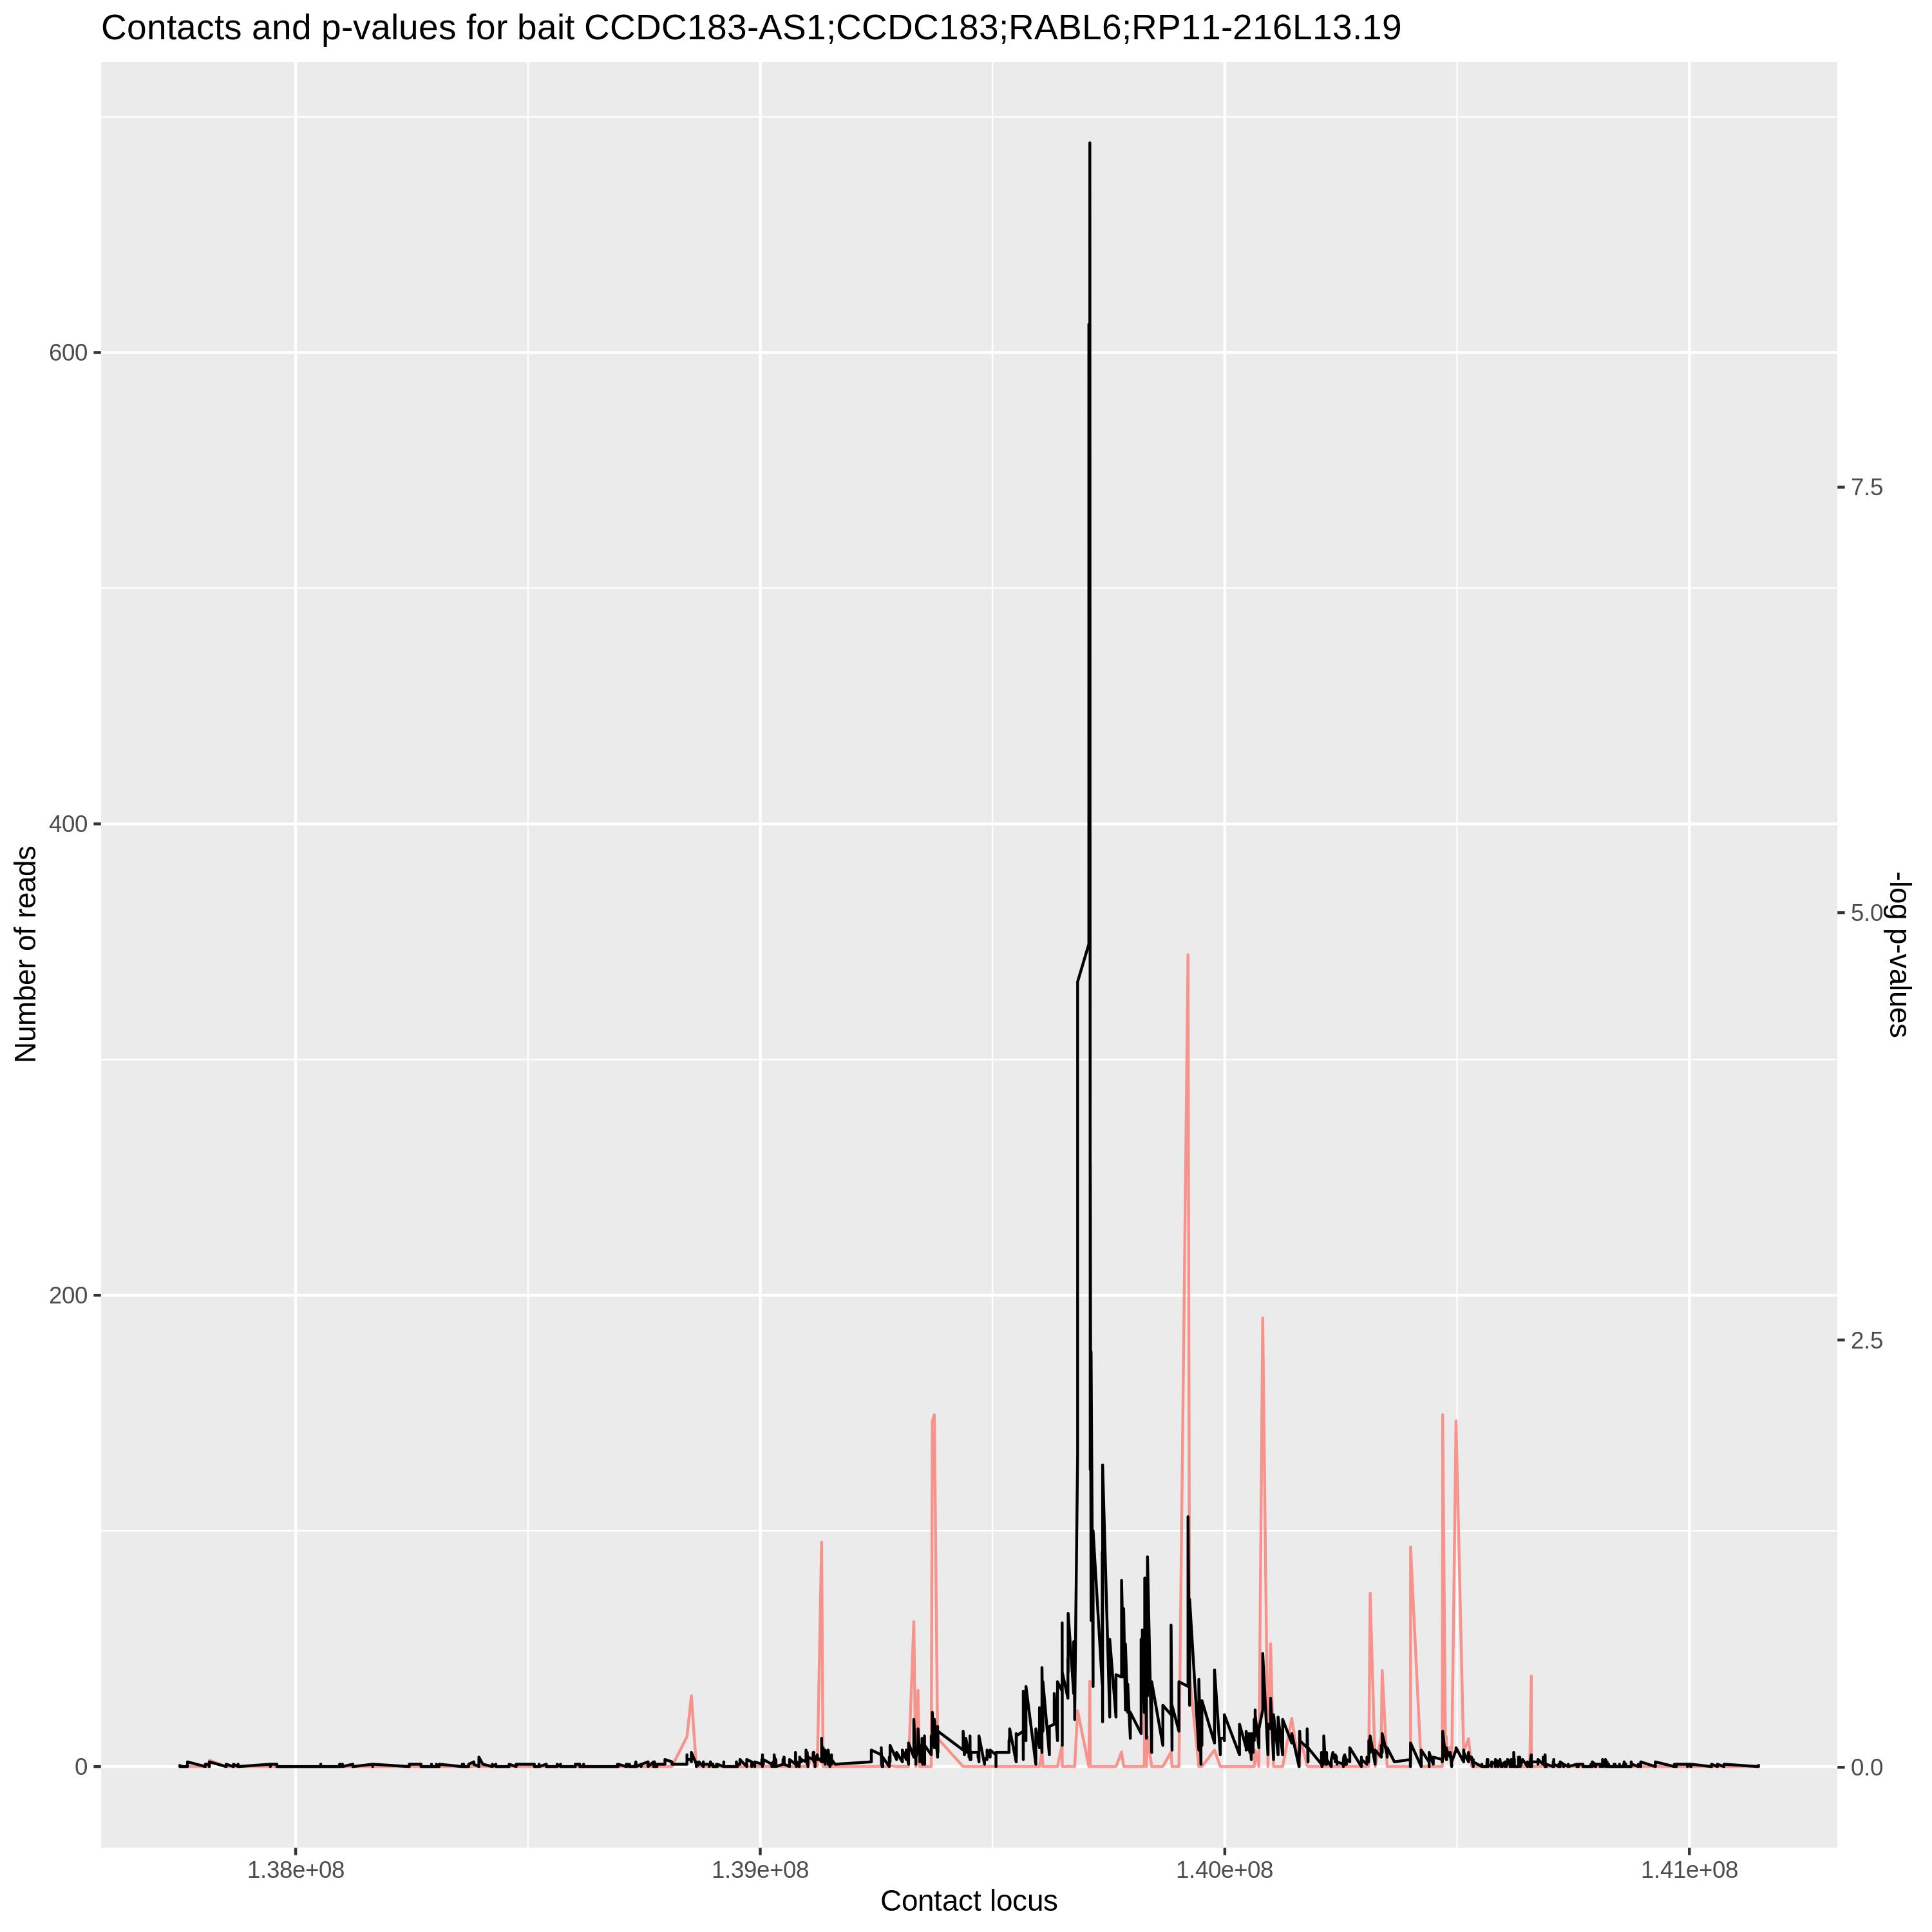 Contacts and p-values for bait CCDC183-AS1;CCDC183;RABL6;RP11-216L13.19
600
400
200
0
Number of reads
7.5
5.0
2.5
0.0
-log p-values
1.38e+08
1.39e+08
1.40e+08
1.41e+08
Contact locus